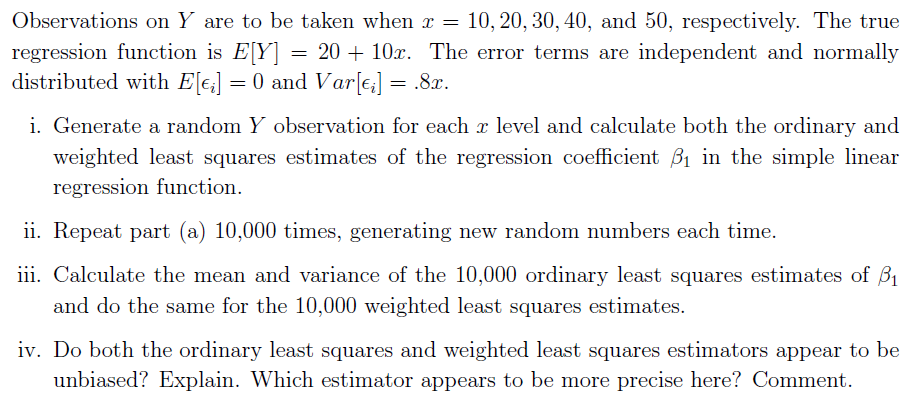 Observations on Y are to be taken when x = 10, 20, 30, 40, and 50, respectively. The true
regression function is E[Y] = 20 + 10x. The error terms are independent and normally
distributed with E[ϵᵢ] = 0 and Var[ϵᵢ] = .8x.
i. Generate a random Y observation for each x level and calculate both the ordinary and
weighted least squares estimates of the regression coefficient β₁ in the simple linear
regression function.
ii. Repeat part (a) 10,000 times, generating new random numbers each time.
iii. Calculate the mean and variance of the 10,000 ordinary least squares estimates of β₁
and do the same for the 10,000 weighted least squares estimates.
iv. Do both the ordinary least squares and weighted least squares estimators appear to be
unbiased? Explain. Which estimator appears to be more precise here? Comment.